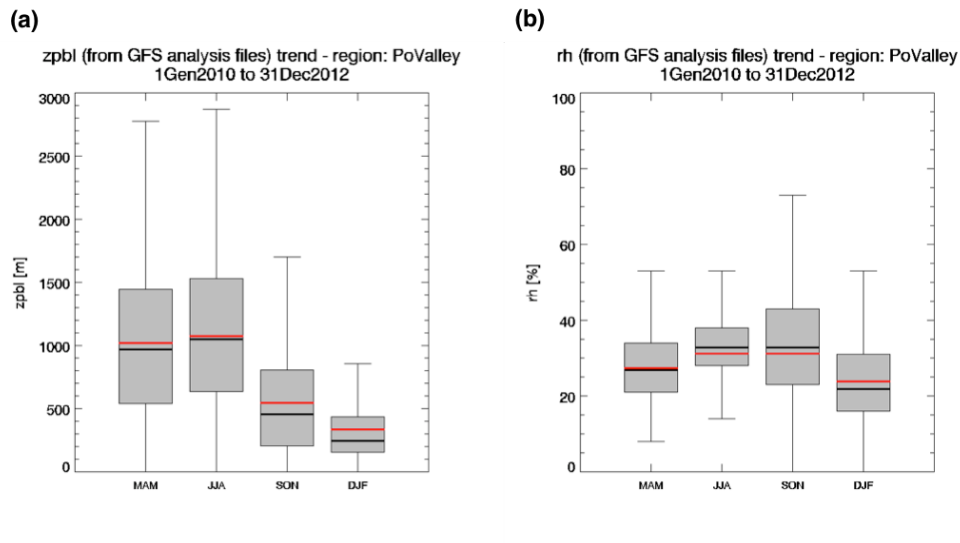 (a)
zpbl (from GFS analysis files) trend - region: PoValley
1Gen2010 to 31Dec2012
3000
2500
2000
1500
1000
500
0
zpbl [m]
MAM JJA SON DJF
(b)
rh (from GFS analysis files) trend - region: PoValley
1Gen2010 to 31Dec2012
100
80
60
40
20
0
rh [%]
MAM JJA SON DJF